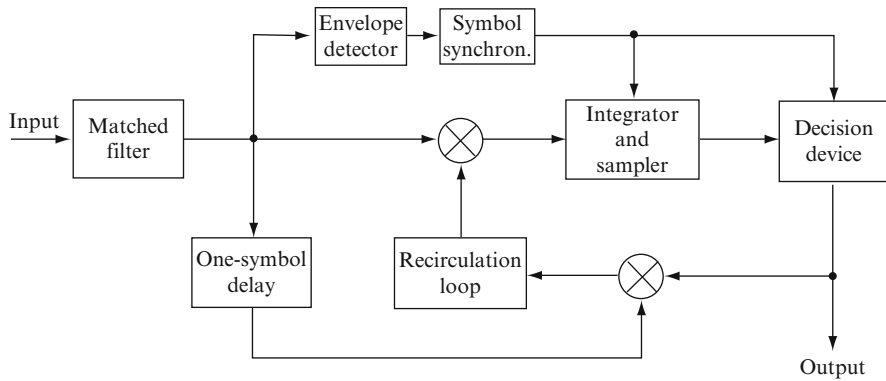 Envelope
detector
Symbol
synchron.
Input
Matched
filter
Integrator
and
sampler
Decision
device
One-symbol
delay
Recirculation
loop
Output